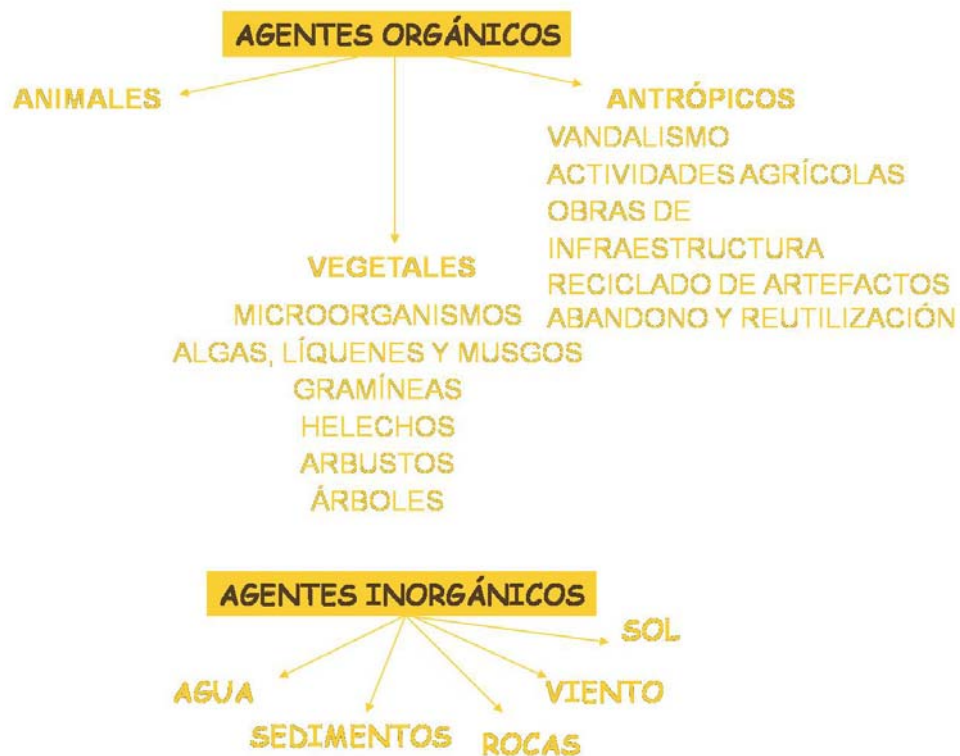 AGENTES ORGÁNICOS
ANIMALES
ANTRÓPICOS
VANDALISMO
ACTIVIDADES AGRÍCOLAS
OBRAS DE
INFRAESTRUCTURA
RECICLADO DE ARTEFACTOS
ABANDONO Y REUTILIZACIÓN
VEGETALES
MICROORGANISMOS
ALGAS, LÍQUENES Y MUSGOS
GRAMÍNEAS
HELECHOS
ARBUSTOS
ÁRBOLES
AGENTES INORGÁNICOS
SOL
AGUA
VIENTO
SEDIMENTOS
ROCAS